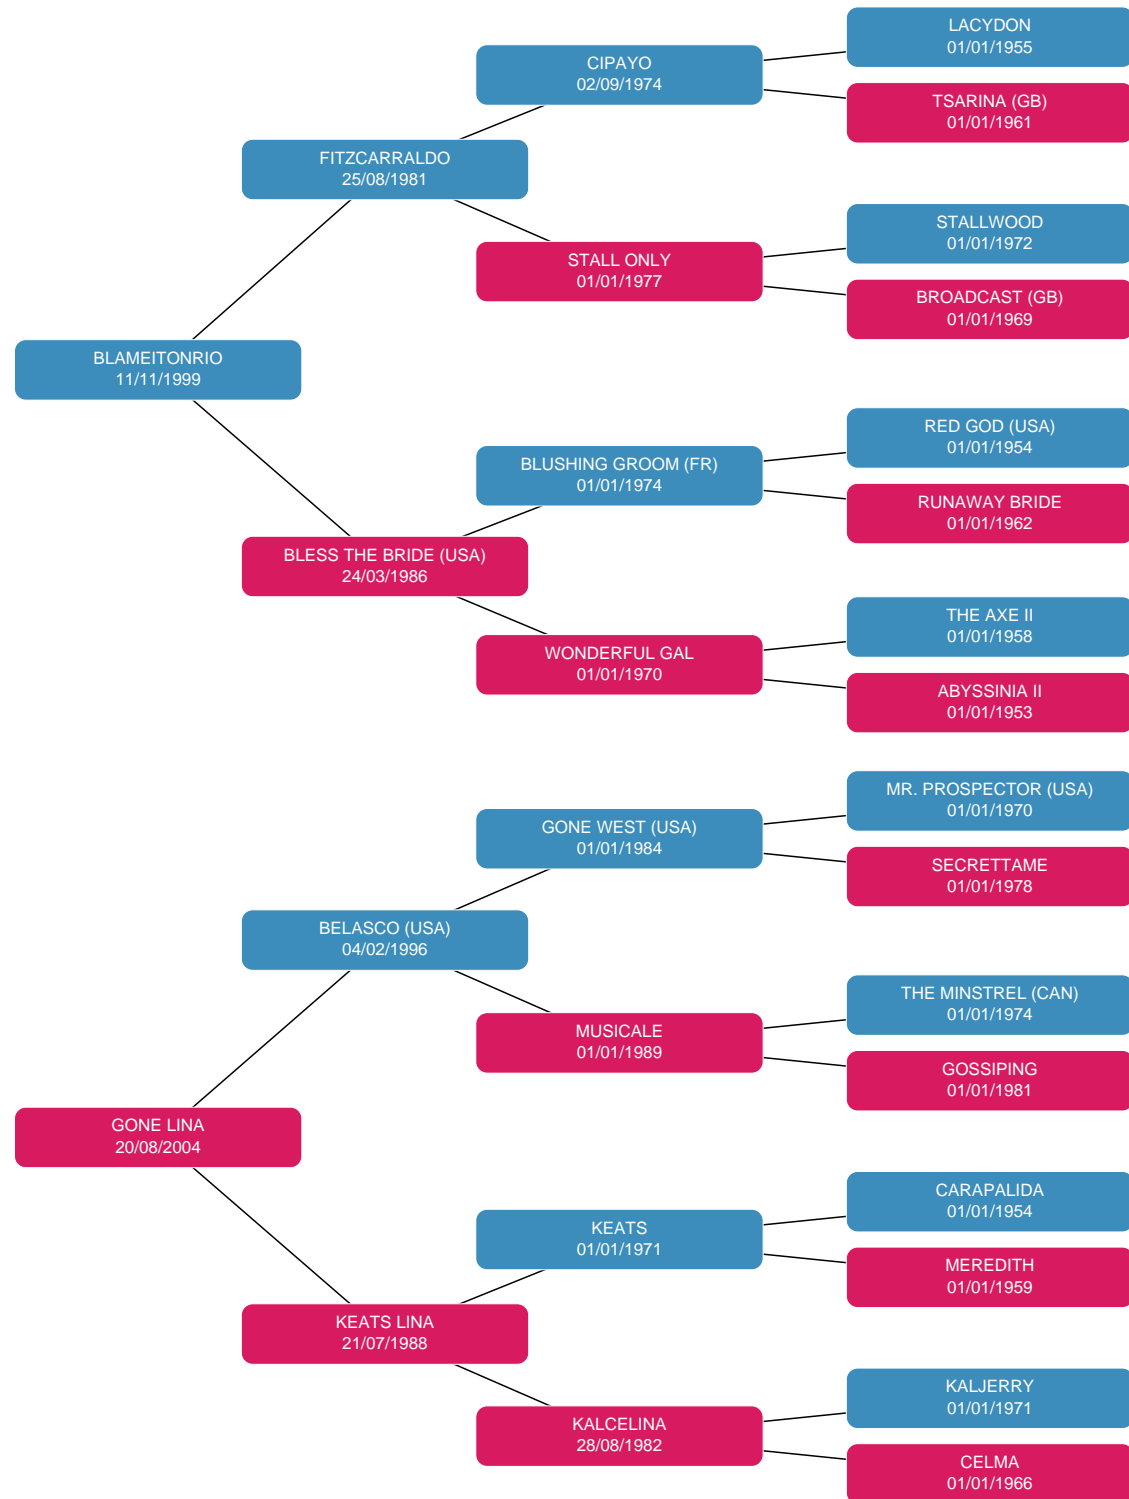 LACYDON
01/01/1955
CIPAYO
02/09/1974
TSARINA (GB)
01/01/1961
FITZCARRALDO
25/08/1981
STALLWOOD
01/01/1972
STALL ONLY
01/01/1977
BROADCAST (GB)
01/01/1969
BLAMEITONRIO
11/11/1999
RED GOD (USA)
01/01/1954
BLUSHING GROOM (FR)
01/01/1974
RUNAWAY BRIDE
01/01/1962
BLESS THE BRIDE (USA)
24/03/1986
THE AXE II
01/01/1958
WONDERFUL GAL
01/01/1970
ABYSSINIA II
01/01/1953
MR. PROSPECTOR (USA)
01/01/1970
GONE WEST (USA)
01/01/1984
SECRETTAME
01/01/1978
BELASCO (USA)
04/02/1996
THE MINSTREL (CAN)
01/01/1974
MUSICALE
01/01/1989
GOSSIPING
01/01/1981
GONE LINA
20/08/2004
CARAPALIDA
01/01/1954
KEATS
01/01/1971
MEREDITH
01/01/1959
KEATS LINA
21/07/1988
KALJERRY
01/01/1971
KALCELINA
28/08/1982
CELMA
01/01/1966